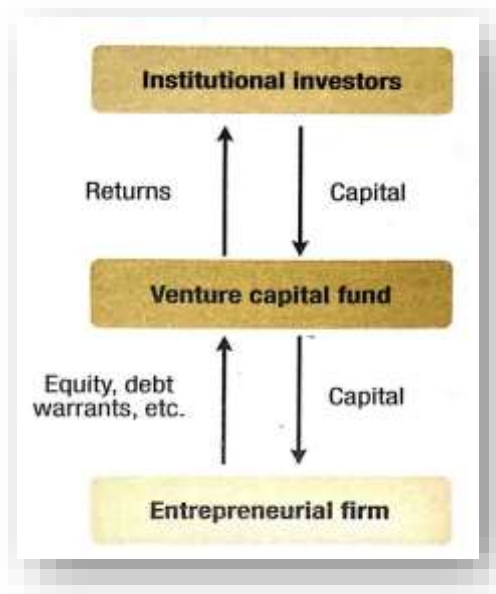 Institutional investors
Returns
Capital
Venture capital fund
Equity, debt
warrants, etc.
Capital
Entrepreneurial firm